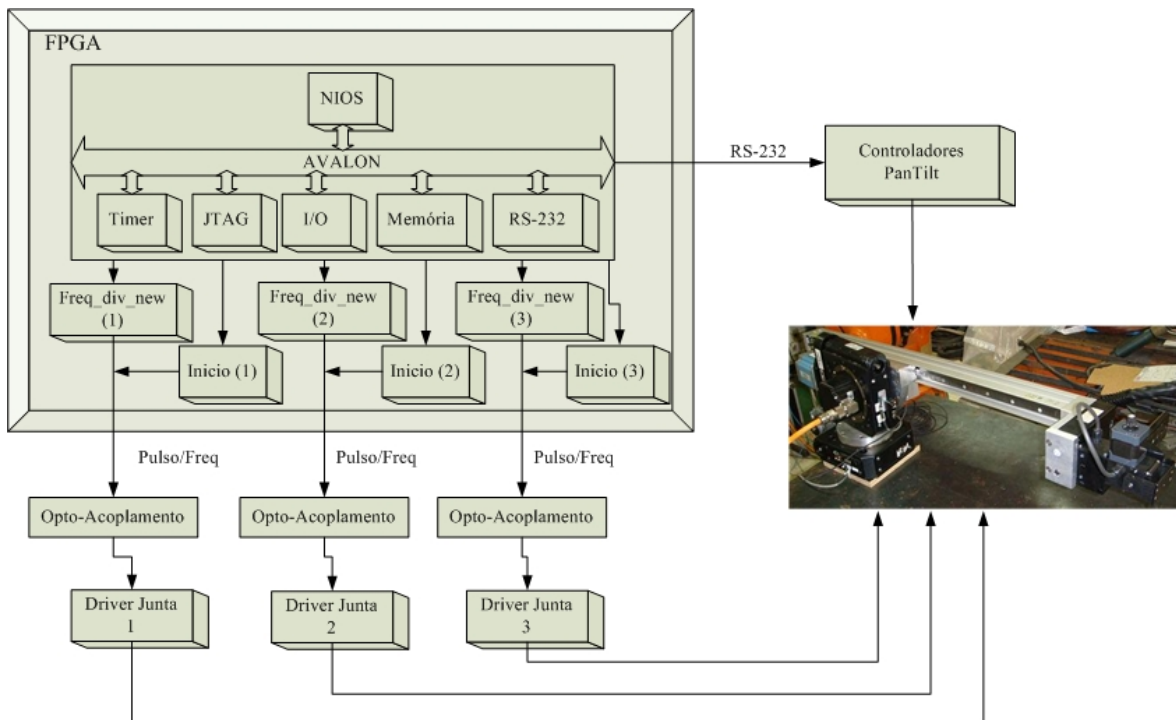 FPGA
NIOS
AVALON
RS-232
Controladores
PanTilt
Timer
JTAG
I/O
Memória
RS-232
Freq_div_new
(1)
Freq_div_new
(2)
Freq_div_new
(3)
Inicio (1)
Inicio (2)
Inicio (3)
Pulso/Freq
Pulso/Freq
Pulso/Freq
Opto-Acoplamento
Opto-Acoplamento
Opto-Acoplamento
Driver Junta
1
Driver Junta
2
Driver Junta
3